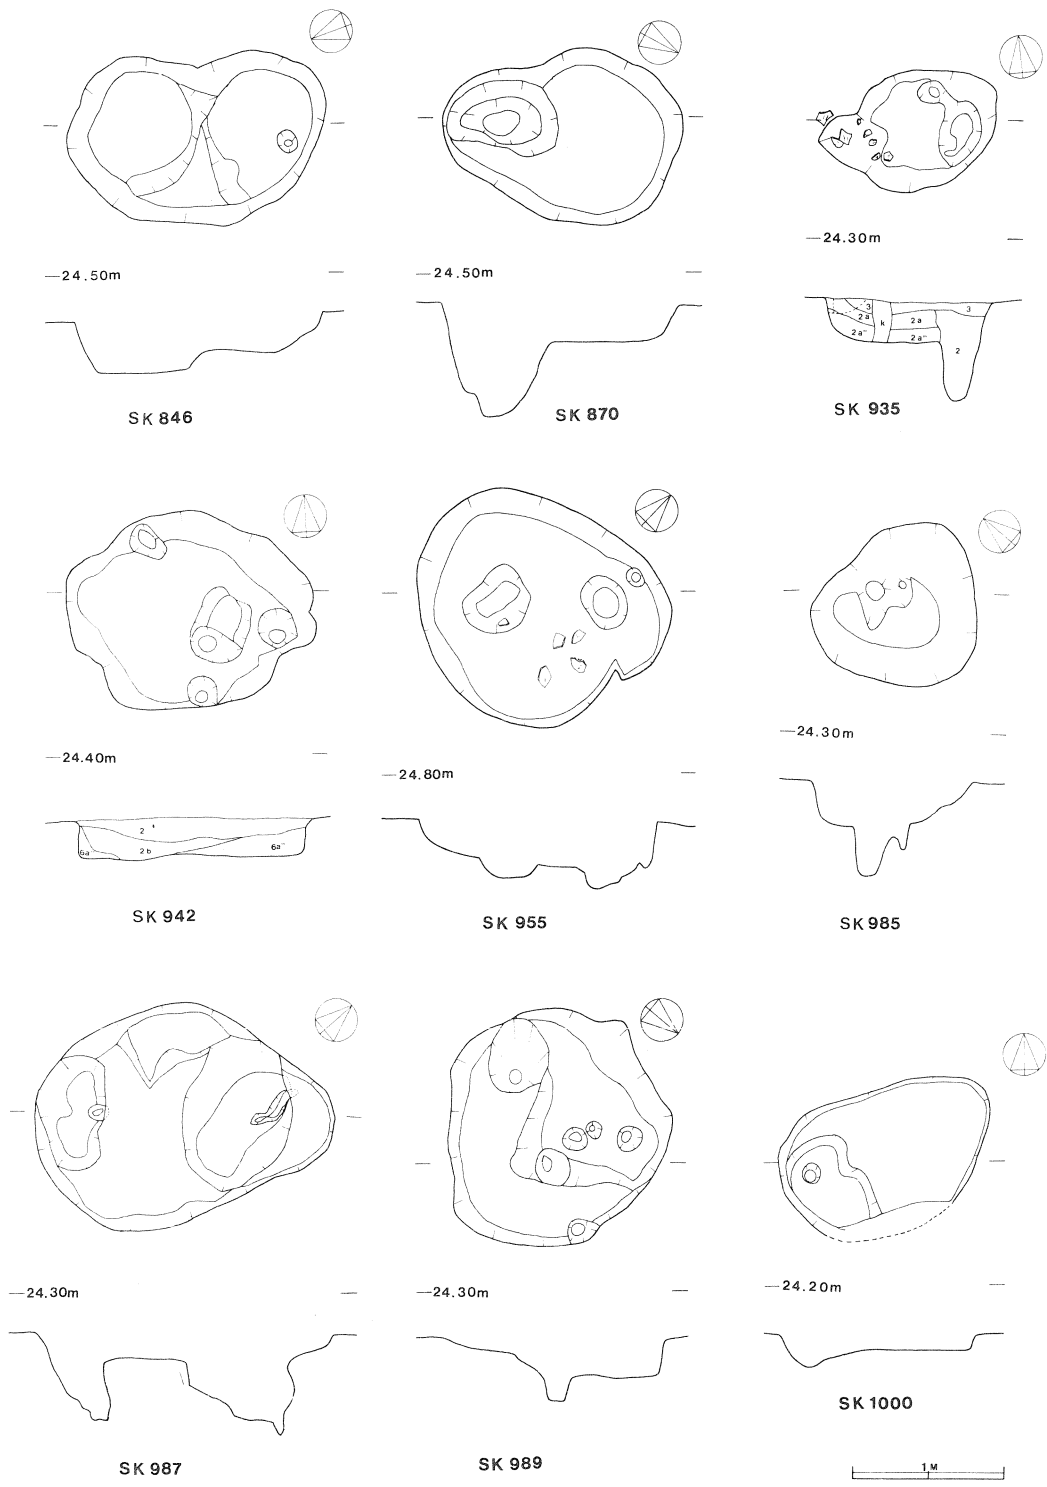 24.50m
SK 846
24.50m
SK 870
24.30m
3
2a
k
2a
3
2a–
2a–
2
SK 935
24.40m
2 +
6a–
2b
6a–
SK 942
24.80m
SK 955
24.30m
SK 985
24.30m
SK 987
24.30m
SK 989
24.20m
SK 1000
1 M